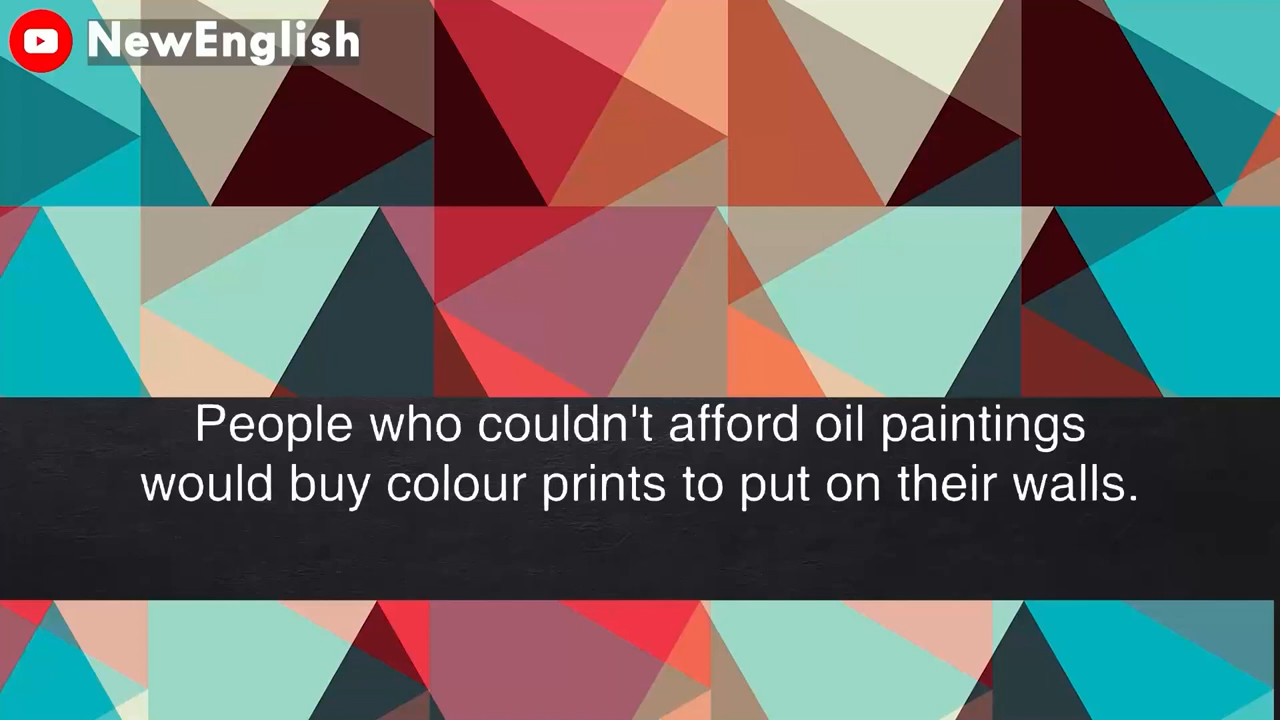 NewEnglish
People who couldn't afford oil paintings
would buy colour prints to put on their walls.